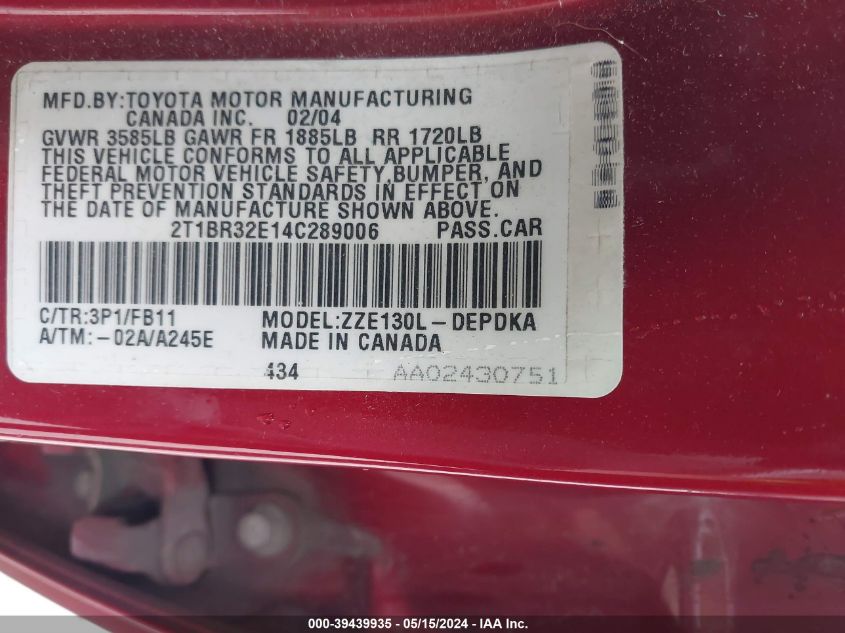 MFD.BY:TOYOTA MOTOR MANUFACTURING
CANADA INC. 02/04
GVWR 3585LB GAWR FR 1885LB RR 1720LB
THIS VEHICLE CONFORMS TO ALL APPLICABLE
FEDERAL MOTOR VEHICLE SAFETY,BUMPER, AND
THEFT PREVENTION STANDARDS IN EFFECT ON
THE DATE OF MANUFACTURE SHOWN ABOVE.
2T1BR32E14C289006 PASS.CAR
C/TR:3P1/FB11 MODEL:ZZE130L-DEPDKA
A/TM:-02A/A245E MADE IN CANADA
434 AA02430751
000-39439935 - 05/15/2024 - IAA Inc.